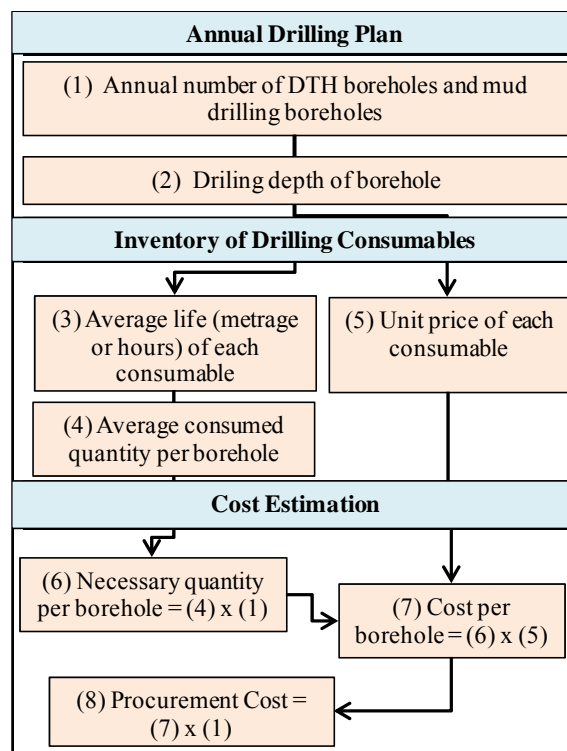 Annual Drilling Plan
(1) Annual number of DTH boreholes and mud
drilling boreholes
(2) Driling depth of borehole
Inventory of Drilling Consumables
(3) Average life (metrage
or hours) of each
consumable
(5) Unit price of each
consumable
(4) Average consumed
quantity per borehole
Cost Estimation
(6) Necessary quantity
per borehole = (4) x (1)
(7) Cost per
borehole = (6) x (5)
(8) Procurement Cost =
(7) x (1)